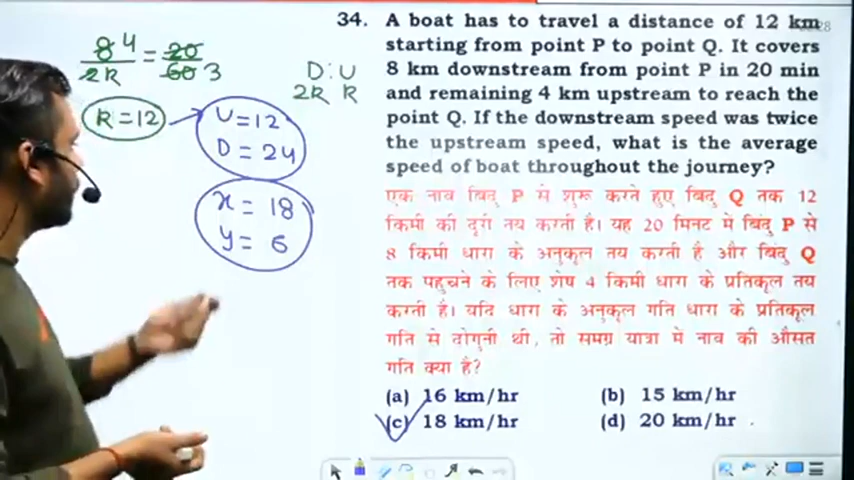 8 4 = 20
2k 60 3
k=12
U=12
D=24
x = 18
y = 6
D:U
2k k
34. A boat has to travel a distance of 12 km
starting from point P to point Q. It covers
8 km downstream from point P in 20 min
and remaining 4 km upstream to reach the
point Q. If the downstream speed was twice
the upstream speed, what is the average
speed of boat throughout the journey?
एक नाव बिंदु P से शुरू करते हुए बिंदु Q तक 12
किमी की दूरी तय करती है। यह 20 मिनट में बिंदु P से
8 किमी धारा के अनुकूल तय करती है और बिंदु Q
तक पहुचने के लिए शेष 4 किमी धारा के प्रतिकूल तय
करती है। यदि धारा के अनुकूल गति धारा के प्रतिकूल
गति से दोगुनी थी, तो समग्र यात्रा में नाव की औसत
गति क्या है?
(a) 16 km/hr (b) 15 km/hr
(c) 18 km/hr (d) 20 km/hr